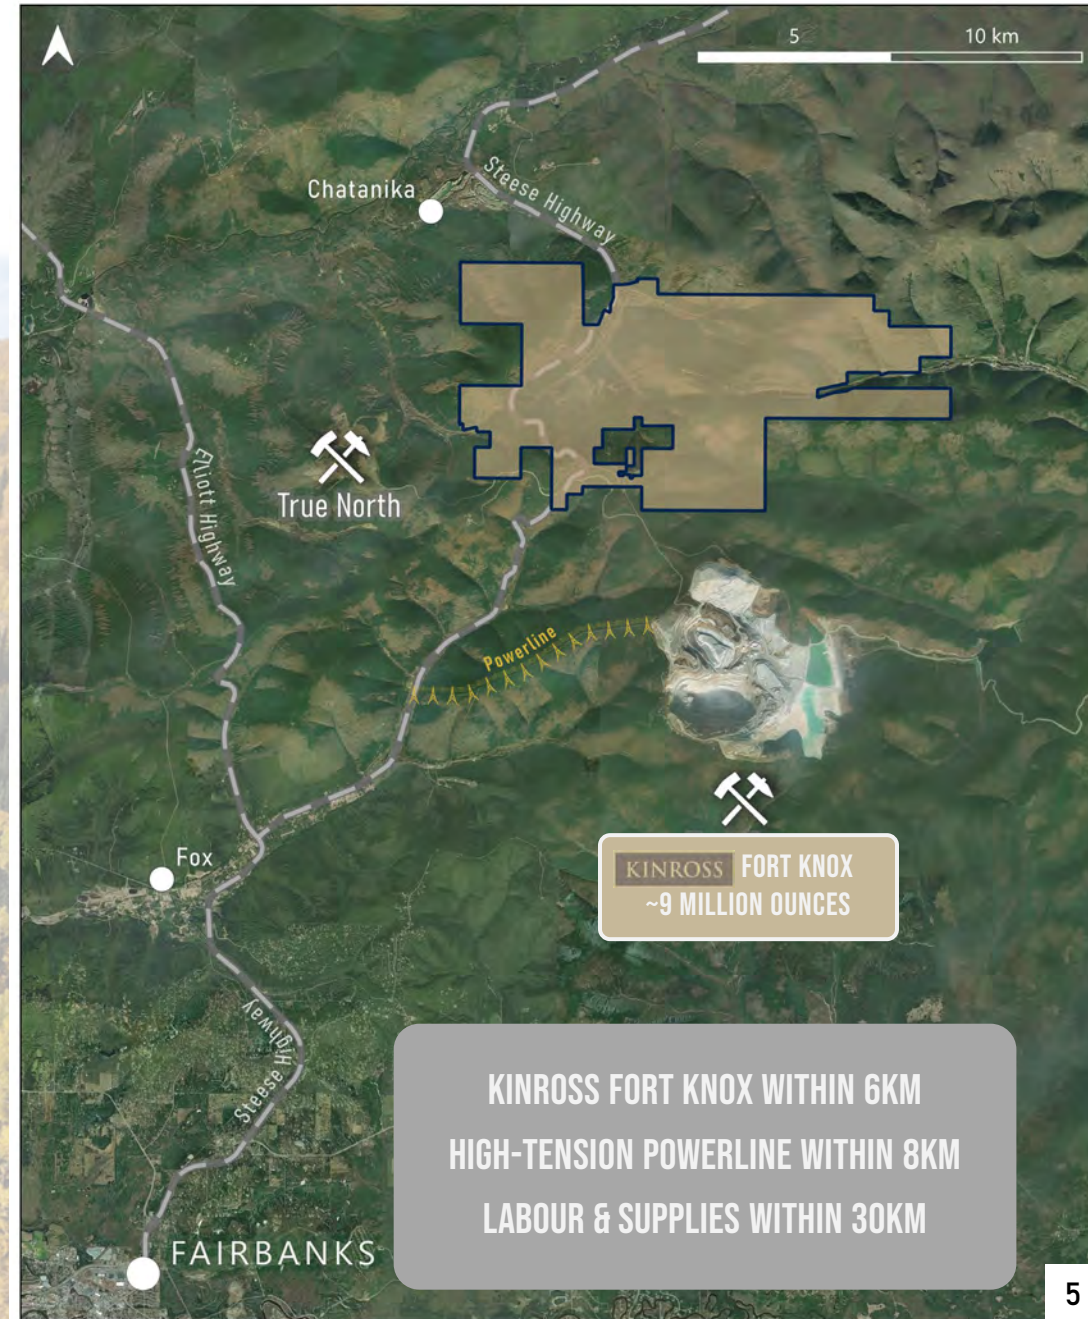 5
10 km
Chatanika
Steese Highway
Elliott Highway
True North
Powerline
Fox
KINROSS FORT KNOX
~9 MILLION OUNCES
Steese Highway
KINROSS FORT KNOX WITHIN 6KM
HIGH-TENSION POWERLINE WITHIN 8KM
LABOUR & SUPPLIES WITHIN 30KM
FAIRBANKS
5